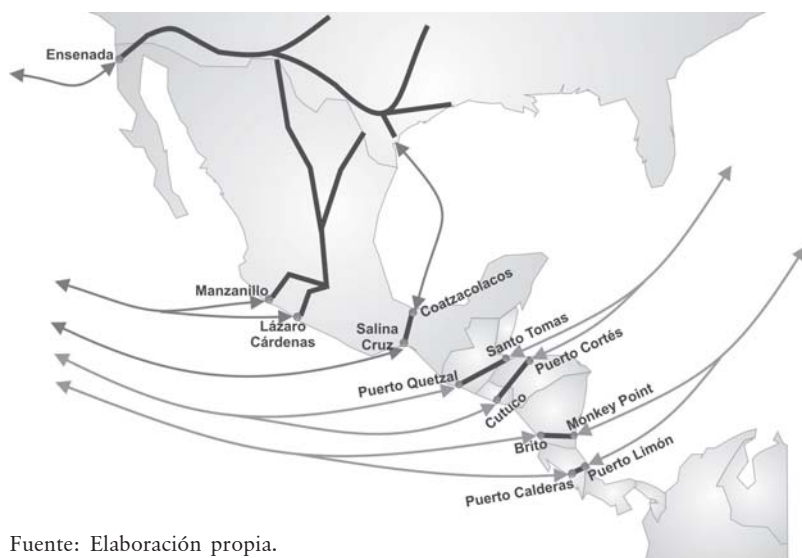 Ensenada
Manzanillo
Lázaro
Cárdenas
Salina
Cruz
Coatzacolacos
Santo Tomas
Puerto Cortés
Puerto Quetzal
Cutuco
Monkey Point
Brito
Puerto Limón
Puerto Calderas
Fuente: Elaboración propia.